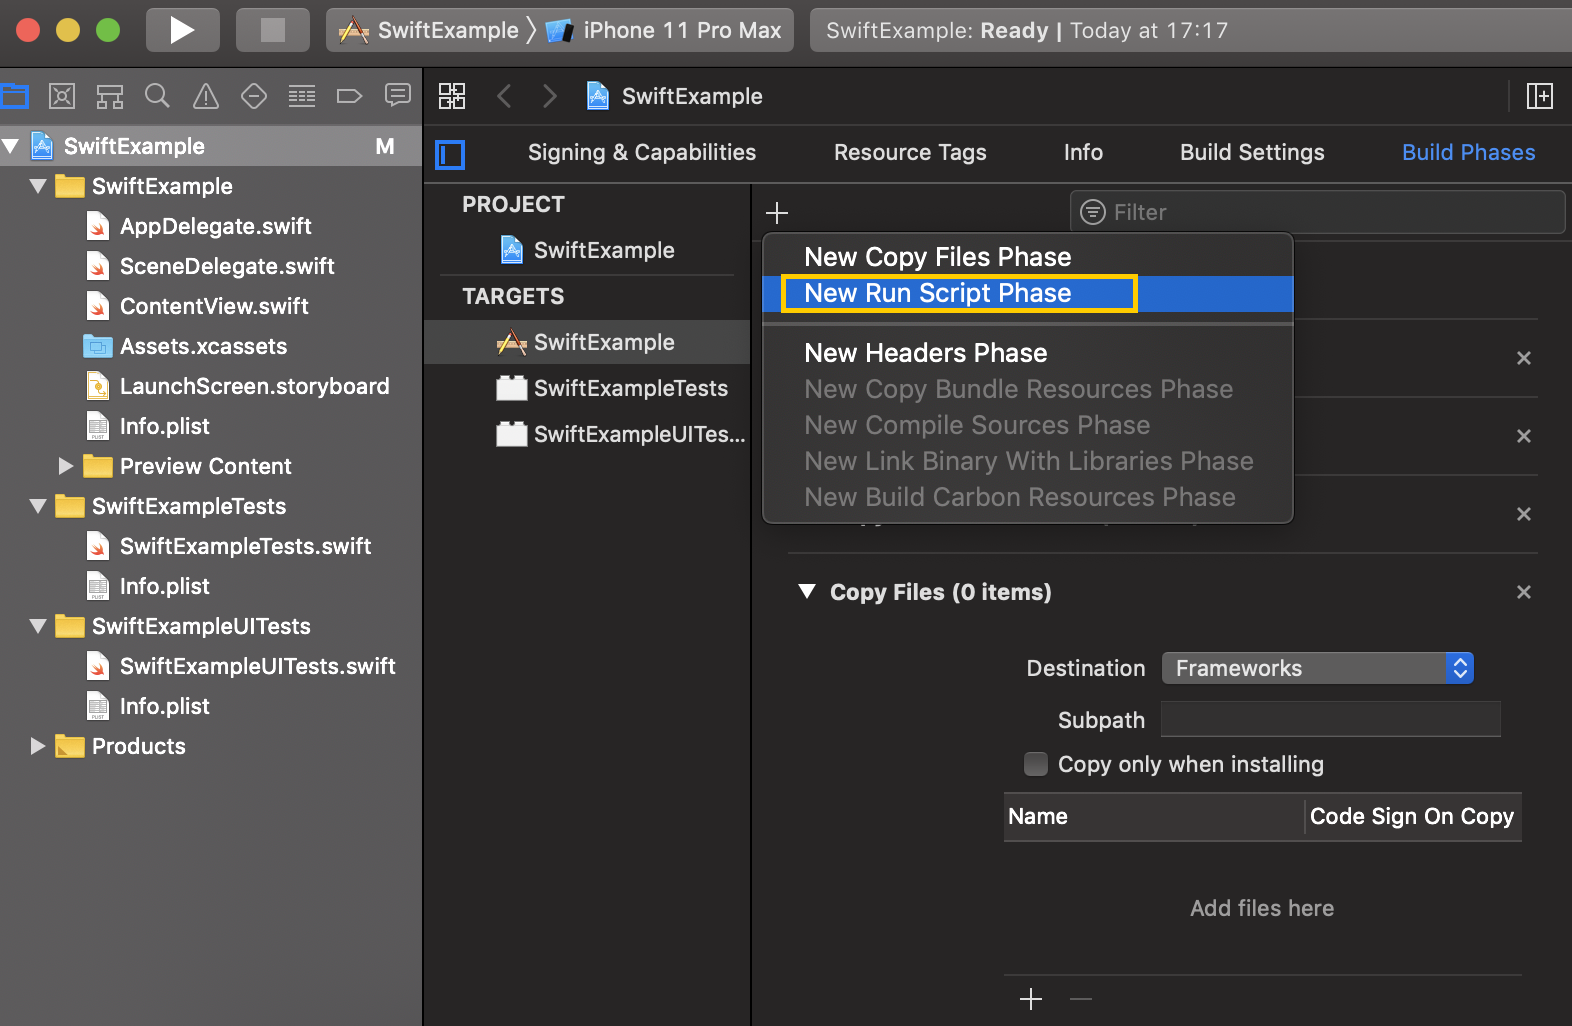 SwiftExample
iPhone 11 Pro Max
SwiftExample: Ready | Today at 17:17
SwiftExample
SwiftExample
M
SwiftExample
AppDelegate.swift
SceneDelegate.swift
ContentView.swift
Assets.xcassets
LaunchScreen.storyboard
Info.plist
Preview Content
SwiftExampleTests
SwiftExampleTests.swift
Info.plist
SwiftExampleUITests
SwiftExampleUITests.swift
Info.plist
Products
Signing & Capabilities
Resource Tags
Info
Build Settings
Build Phases
PROJECT
SwiftExample
TARGETS
SwiftExample
SwiftExampleTests
SwiftExampleUITes...
Filter
New Copy Files Phase
New Run Script Phase
New Headers Phase
New Copy Bundle Resources Phase
New Compile Sources Phase
New Link Binary With Libraries Phase
New Build Carbon Resources Phase
Copy Files (0 items)
Destination
Frameworks
Subpath
Copy only when installing
Name
Code Sign On Copy
Add files here